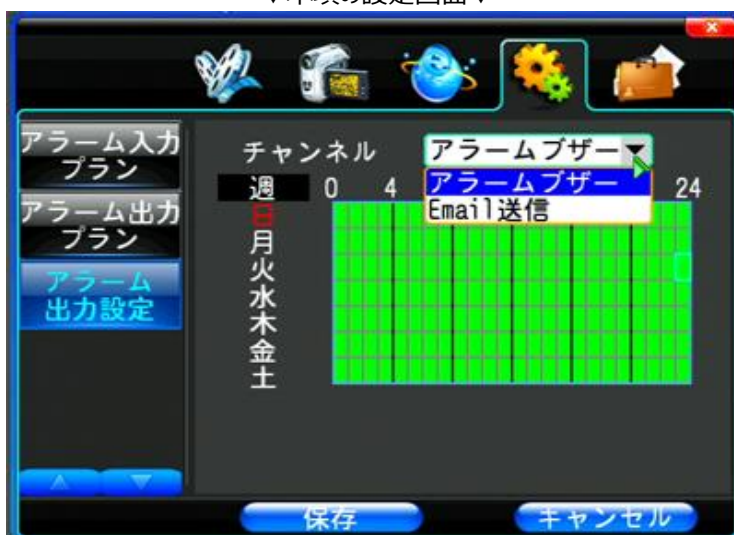 アラーム入力
プラン
アラーム出力
プラン
アラーム
出力設定
チャンネル アラームブザー
アラームブザー
Email送信
週 0 4 24
日
月
火
水
木
金
土
保存 キャンセル